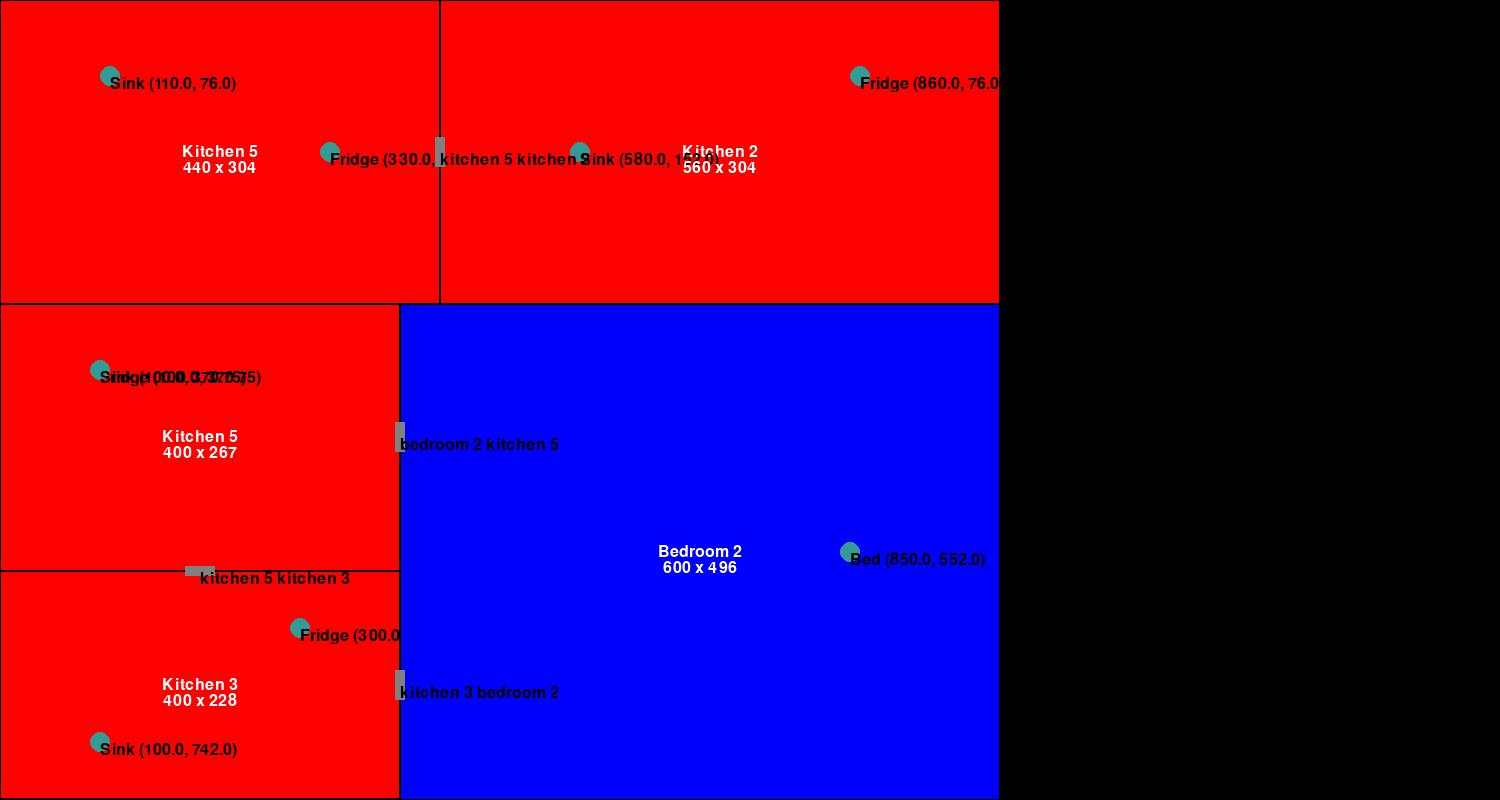 Sink (110.0, 76.0)
Fridge (860.0, 76.0
Kitchen 5
440 x 304
Fridge (330.0,
kitchen 5 kitchen 2
Sink (580.0, 152.0)
Kitchen 2
560 x 304
Kitchen 5
400 x 267
bedroom 2 kitchen 5
Bedroom 2
600 x 496
Bed (850.0, 552.0)
kitchen 5 kitchen 3
Fridge (300.0
Kitchen 3
400 x 228
kitchen 3 bedroom 2
Sink (100.0, 742.0)